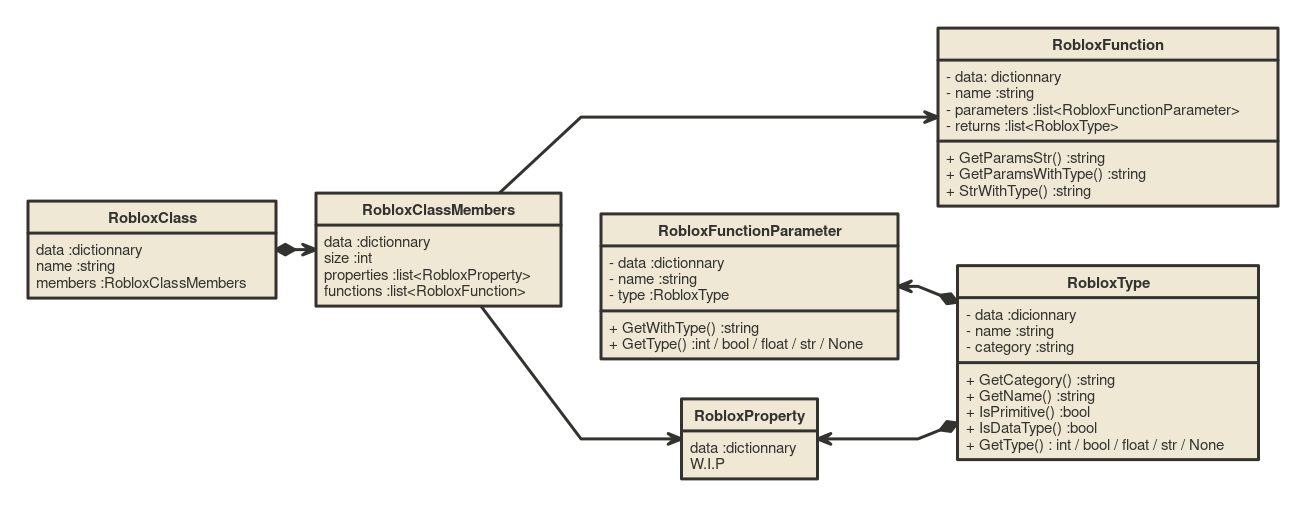 RobloxFunction
- data: dictionnary
- name :string
- parameters :list<RobloxFunctionParameter>
- returns :list<RobloxType>
+ GetParamsStr() :string
+ GetParamsWithType() :string
+ StrWithType() :string
RobloxClass
data :dictionnary
name :string
members :RobloxClassMembers
RobloxClassMembers
data :dictionnary
size :int
properties :list<RobloxProperty>
functions :list<RobloxFunction>
RobloxFunctionParameter
- data :dictionnary
- name :string
- type :RobloxType
+ GetWithType() :string
+ GetType() :int / bool / float / str / None
RobloxType
- data :dicionnary
- name :string
- category :string
+ GetCategory() :string
+ GetName() :string
+ IsPrimitive() :bool
+ IsDataType() :bool
+ GetType() : int / bool / float / str / None
RobloxProperty
data :dictionnary
W.I.P